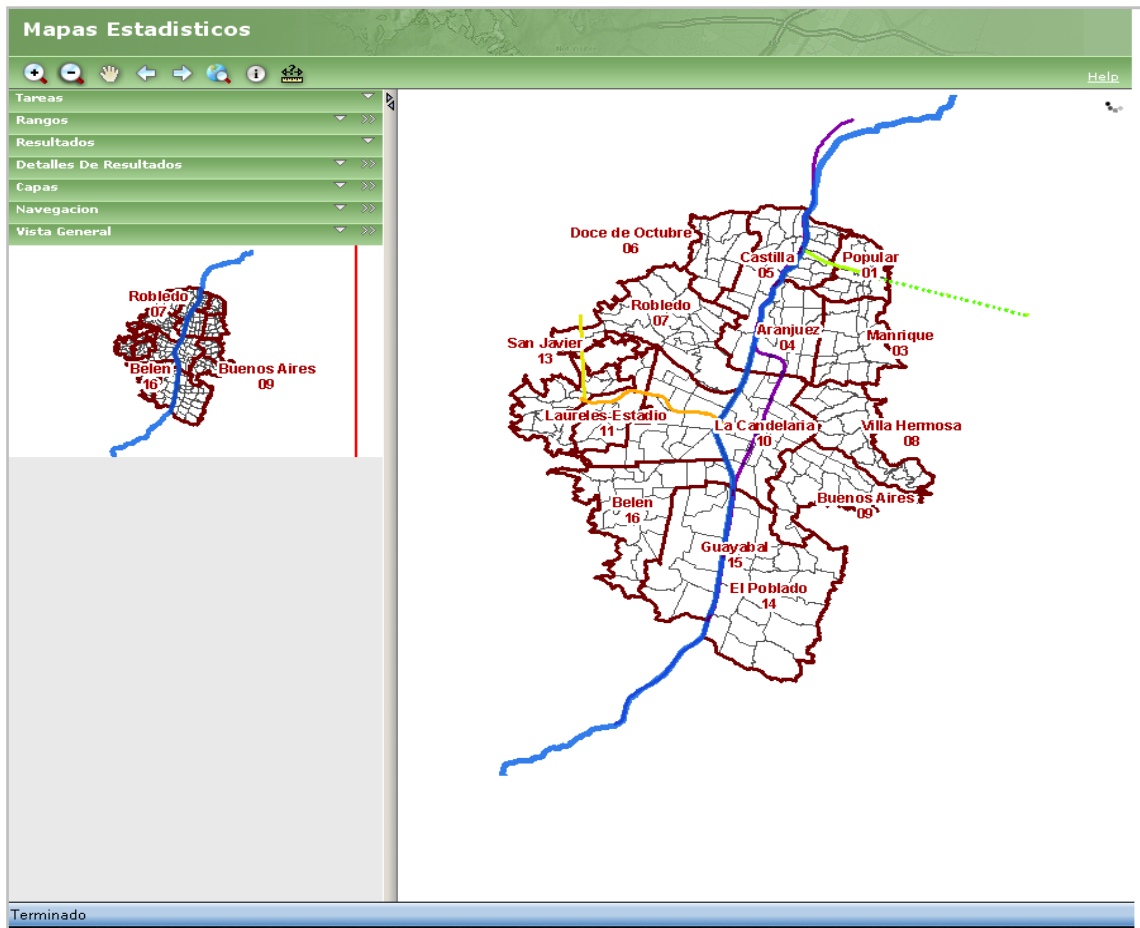 Mapas Estadisticos
Help
Tareas
Rangos
Resultados
Detalles De Resultados
Capas
Navegacion
Vista General
Robledo
07
Belen
16
Buenos Aires
09
Doce de Octubre
06
Castilla
05
Popular
01
Robledo
07
Aranjuez
04
Manrique
03
San Javier
13
Laureles-Estadio
11
La Candelaria
10
Villa Hermosa
08
Belen
16
Buenos Aires
09
Guayabal
15
El Poblado
14
Terminado